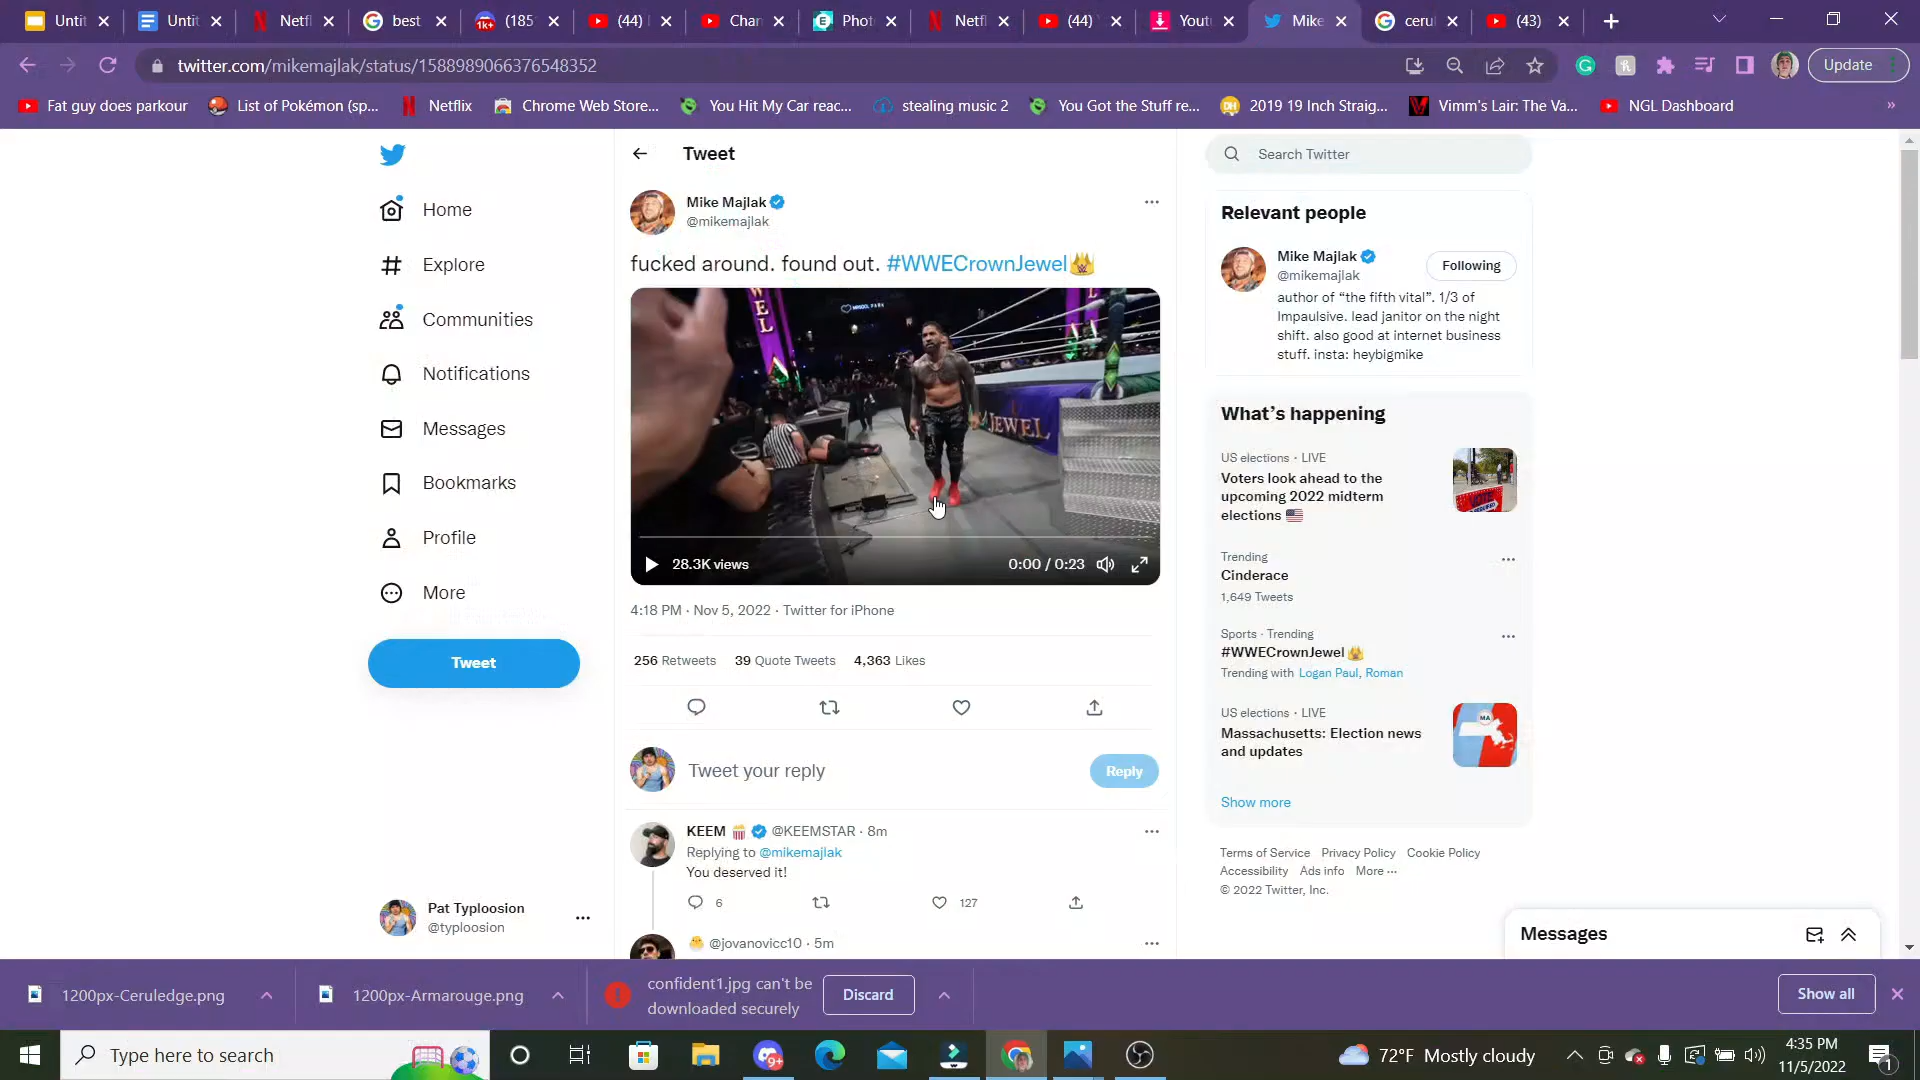 Untit
Untit
Netfl
best
(185
(44)
Chan
Phot
Netfl
(44)
Yout
Mike
cerul
(43)
twitter.com/mikemajlak/status/1588989066376548352
Update
Fat guy does parkour
List of Pokémon (sp...
Netflix
Chrome Web Store...
You Hit My Car reac...
stealing music 2
You Got the Stuff re...
2019 19 Inch Straig...
Vimm's Lair: The Va...
NGL Dashboard
Home
Explore
Communities
Notifications
Messages
Bookmarks
Profile
More
Tweet
Pat Typloosion
@typloosion
Tweet
Mike Majlak
@mikemajlak
fucked around. found out. #WWECrownJewel
WEL
JEWEL
28.3K views
0:00 / 0:23
4:18 PM · Nov 5, 2022 · Twitter for iPhone
256 Retweets 39 Quote Tweets 4,363 Likes
Tweet your reply
Reply
KEEM @KEEMSTAR · 8m
Replying to @mikemajlak
You deserved it!
6
127
@jovanovicc10 · 5m
Search Twitter
Relevant people
Mike Majlak
@mikemajlak
Following
author of “the fifth vital”. 1/3 of
Impaulsive. lead janitor on the night
shift. also good at internet business
stuff. insta: heybigmike
What’s happening
US elections · LIVE
Voters look ahead to the
upcoming 2022 midterm
elections
Trending
Cinderace
1,649 Tweets
Sports · Trending
#WWECrownJewel
Trending with Logan Paul, Roman
US elections · LIVE
Massachusetts: Election news
and updates
MA
Show more
Terms of Service Privacy Policy Cookie Policy
Accessibility Ads info More ···
© 2022 Twitter, Inc.
Messages
1200px-Ceruledge.png
1200px-Armarouge.png
confident1.jpg can't be
downloaded securely
Discard
Show all
Type here to search
9+
72°F Mostly cloudy
4:35 PM
11/5/2022
1